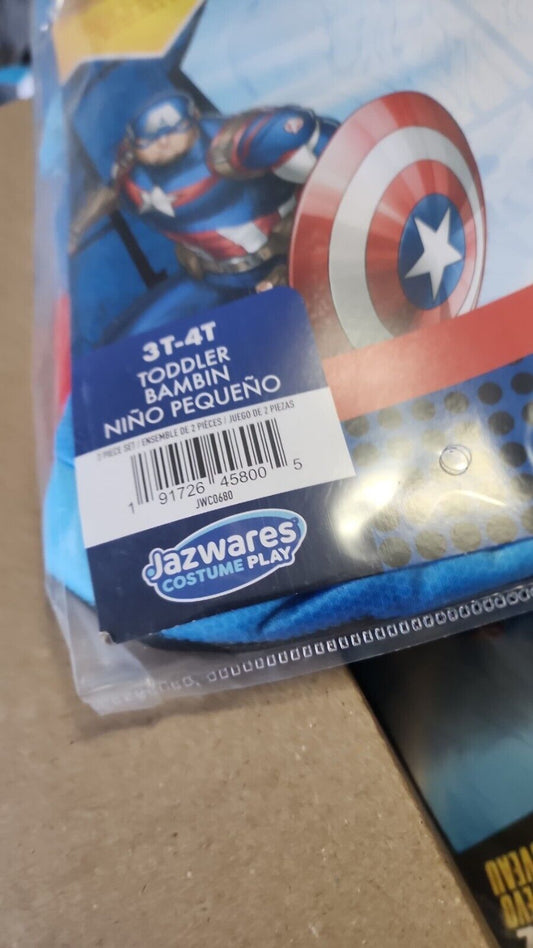 3T-4T
TODDLER
BAMBIN
NIÑO PEQUEÑO
2 PIECE SET / ENSEMBLE DE 2 PIÈCES / JUEGO DE 2 PIEZAS
1 91726 45800 5
JWC0680
Jazwares
COSTUME PLAY